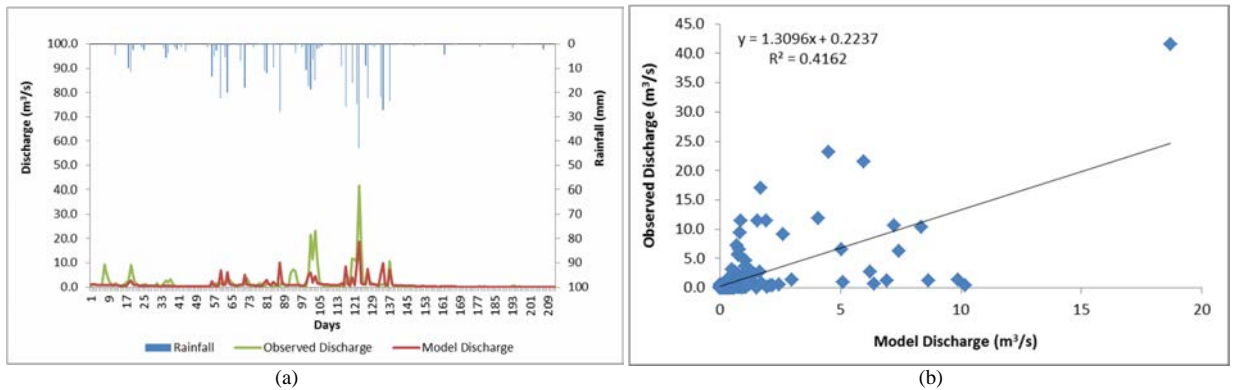 100.0
90.0
80.0
70.0
60.0
50.0
40.0
30.0
20.0
10.0
0.0
Discharge (m³/s)
0
10
20
30
40
50
60
70
80
90
100
Rainfall (mm)
1 9 17 25 33 41 49 57 65 73 81 89 97 105 113 121 129 137 145 153 161 169 177 185 193 201 209
Days
Rainfall Observed Discharge Model Discharge
(a)
45.0
40.0
35.0
30.0
25.0
20.0
15.0
10.0
5.0
0.0
Observed Discharge (m³/s)
y = 1.3096x + 0.2237
R² = 0.4162
0 5 10 15 20
Model Discharge (m³/s)
(b)